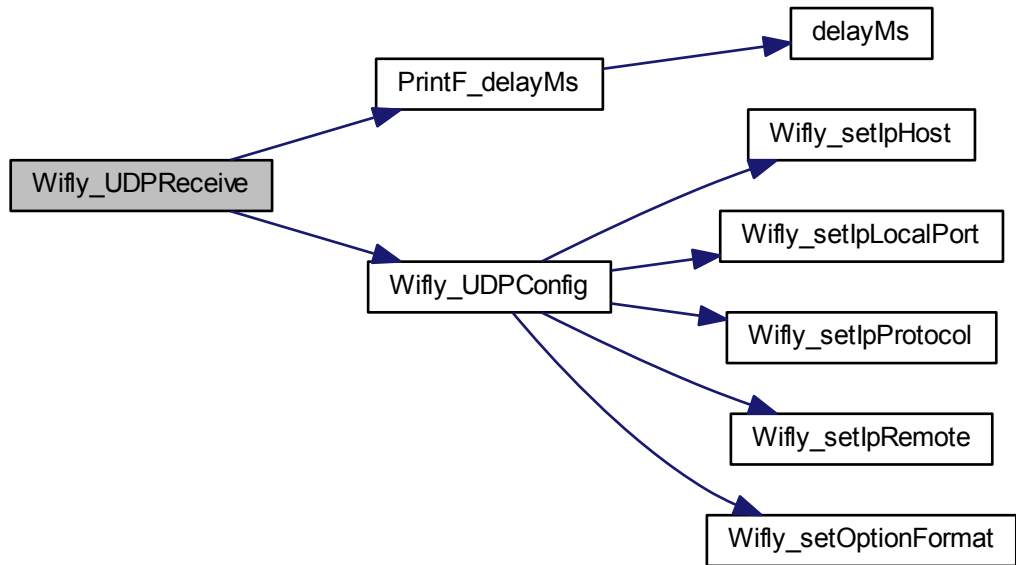 delayMs
PrintF_delayMs
Wifly_setIpHost
Wifly_UDPReceive
Wifly_setIpLocalPort
Wifly_UDPConfig
Wifly_setIpProtocol
Wifly_setIpRemote
Wifly_setOptionFormat